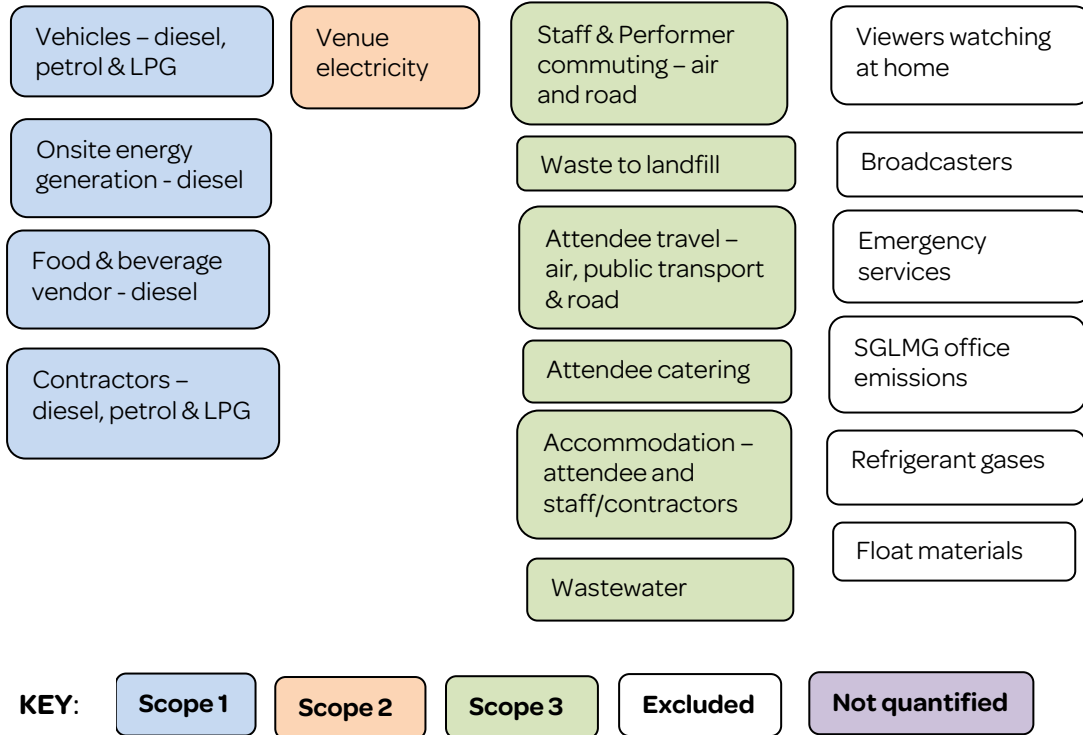 Vehicles – diesel,
petrol & LPG
Onsite energy
generation - diesel
Food & beverage
vendor - diesel
Contractors –
diesel, petrol & LPG
Venue
electricity
Staff & Performer
commuting – air
and road
Waste to landfill
Attendee travel –
air, public transport
& road
Attendee catering
Accommodation –
attendee and
staff/contractors
Wastewater
Viewers watching
at home
Broadcasters
Emergency
services
SGLMG office
emissions
Refrigerant gases
Float materials
KEY: Scope 1 Scope 2 Scope 3 Excluded Not quantified